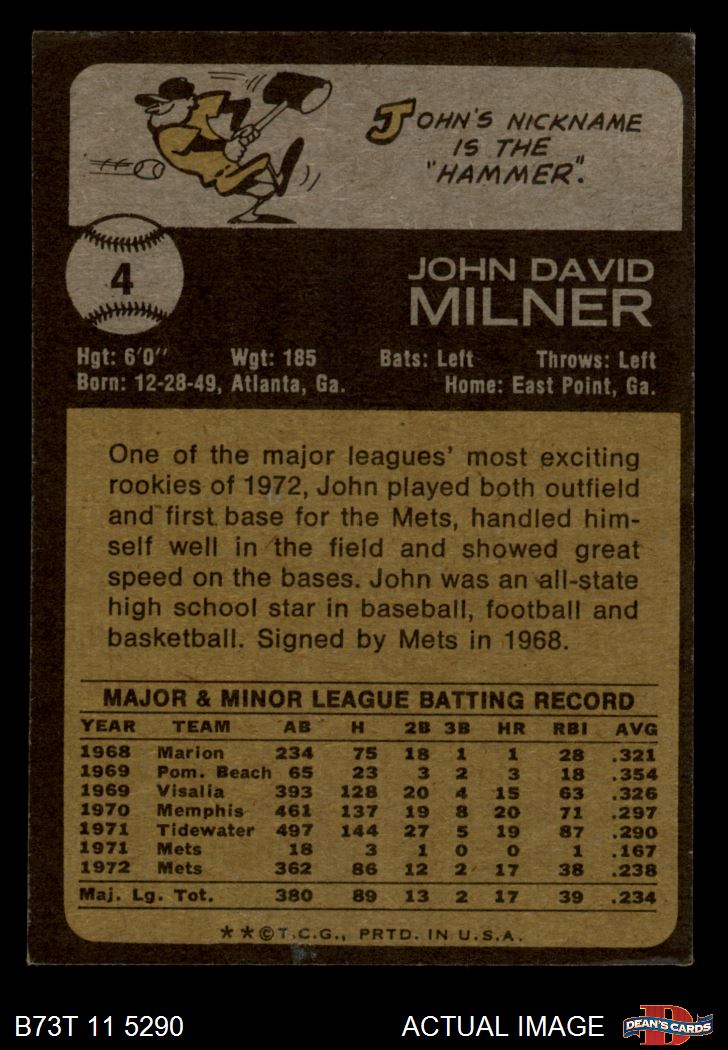 JOHN'S NICKNAME
IS THE
"HAMMER".
4
JOHN DAVID
MILNER
Hgt: 6'0" Wgt: 185 Bats: Left Throws: Left
Born: 12-28-49, Atlanta, Ga. Home: East Point, Ga.
One of the major leagues' most exciting
rookies of 1972, John played both outfield
and first base for the Mets, handled him-
self well in the field and showed great
speed on the bases. John was an all-state
high school star in baseball, football and
basketball. Signed by Mets in 1968.
MAJOR & MINOR LEAGUE BATTING RECORD
YEAR TEAM AB H 2B 3B HR RBI AVG
1968 Marion 234 75 18 1 1 28 .321
1969 Pom. Beach 65 23 3 2 3 18 .354
1969 Visalia 393 128 20 4 15 63 .326
1970 Memphis 461 137 19 8 20 71 .297
1971 Tidewater 497 144 27 5 19 87 .290
1971 Mets 18 3 1 0 0 1 .167
1972 Mets 362 86 12 2 17 38 .238
Maj. Lg. Tot. 380 89 13 2 17 39 .234
**©T.C.G., PRTD. IN U.S.A.
B73T 11 5290 ACTUAL IMAGE D DEAN'S CARDS